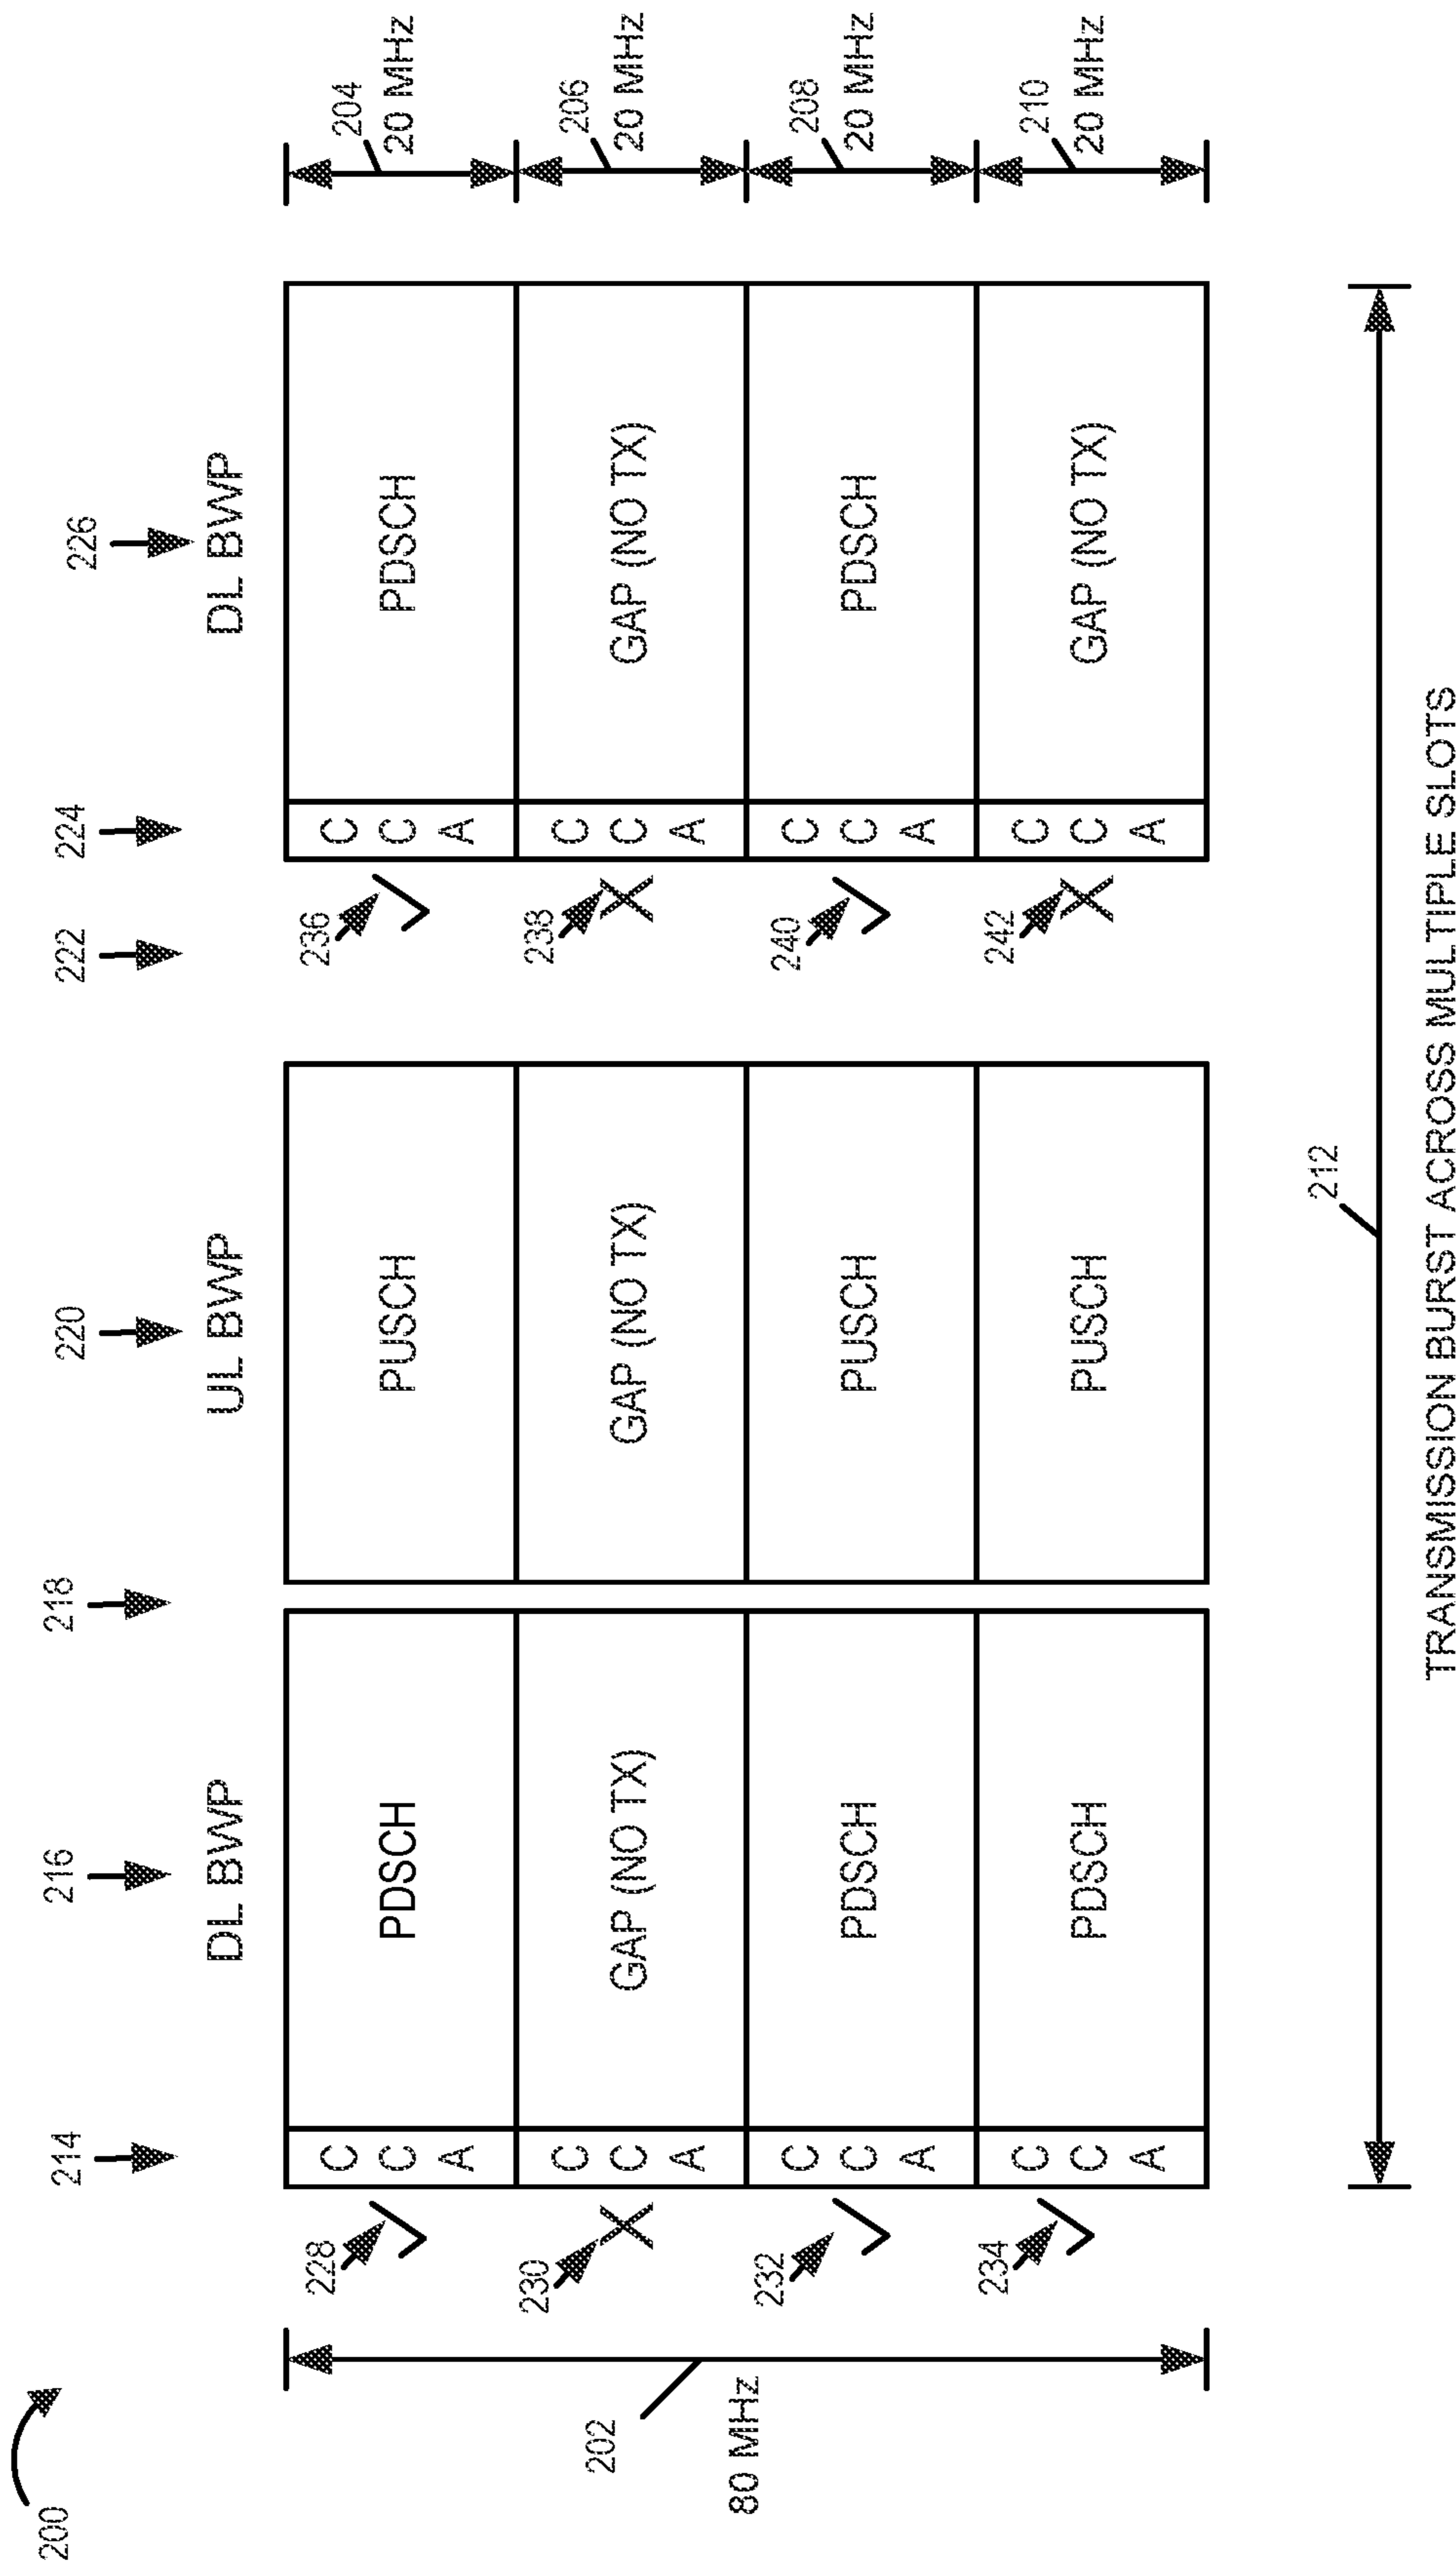 200
214
216
218
220
222
224
226
DL BWP
UL BWP
DL BWP
202
80 MHz
228
C C A
PDSCH
PUSCH
236
C C A
PDSCH
204
20 MHz
230
X
C C A
GAP (NO TX)
GAP (NO TX)
238
X
C C A
GAP (NO TX)
206
20 MHz
232
C C A
PDSCH
PUSCH
240
C C A
PDSCH
208
20 MHz
234
C C A
PDSCH
PUSCH
242
X
C C A
GAP (NO TX)
210
20 MHz
212
TRANSMISSION BURST ACROSS MULTIPLE SLOTS